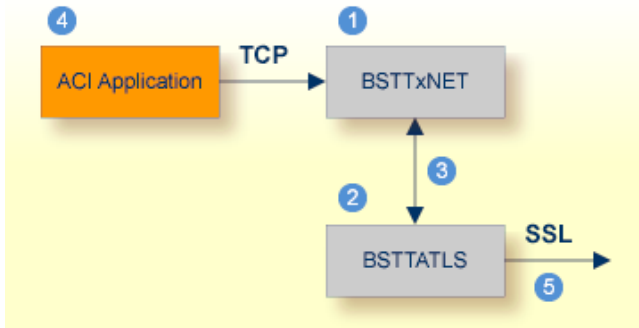 4
1
ACI Application
TCP
BSTTxNET
3
2
BSTTATLS
SSL
5